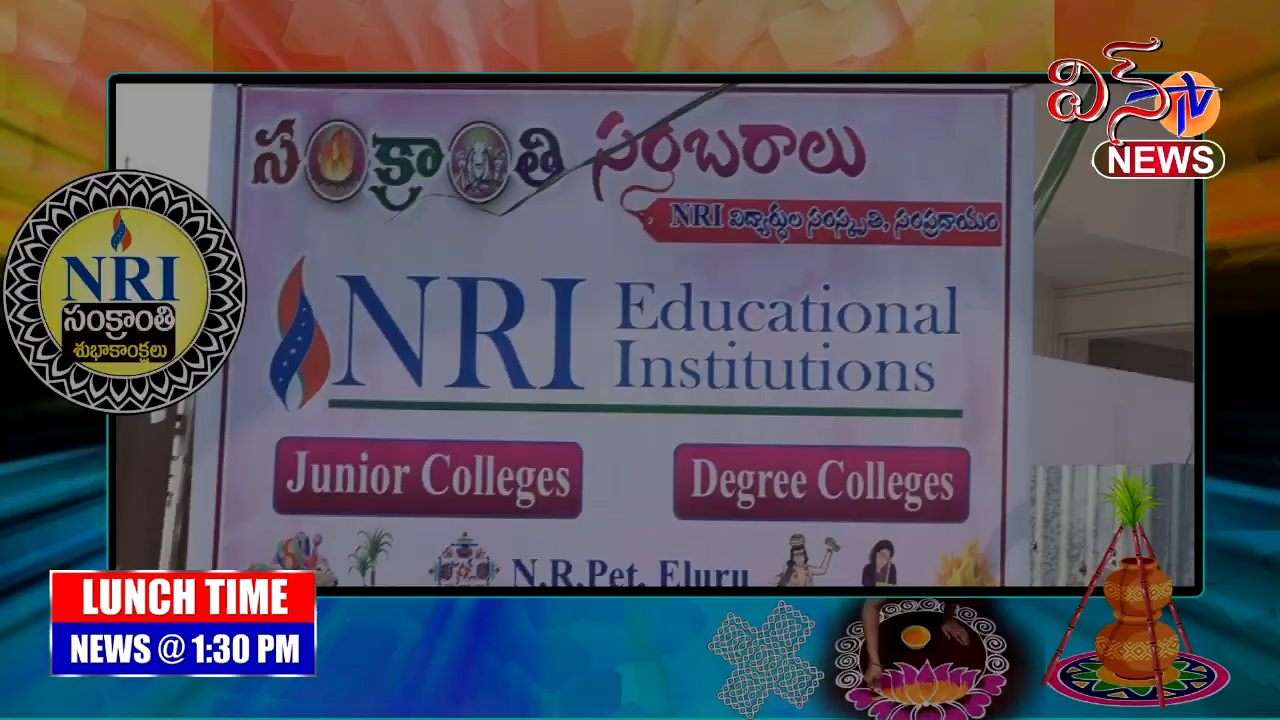 సంక్రాంతి సంబరాలు
NRI విద్యార్థుల సంస్కృతి, సంప్రదాయం
NRI Educational
Institutions
Junior Colleges
Degree Colleges
N.R.Pet, Eluru
NRI
సంక్రాంతి
శుభాకాంక్షలు
విన్ TV
NEWS
LUNCH TIME
NEWS @ 1:30 PM